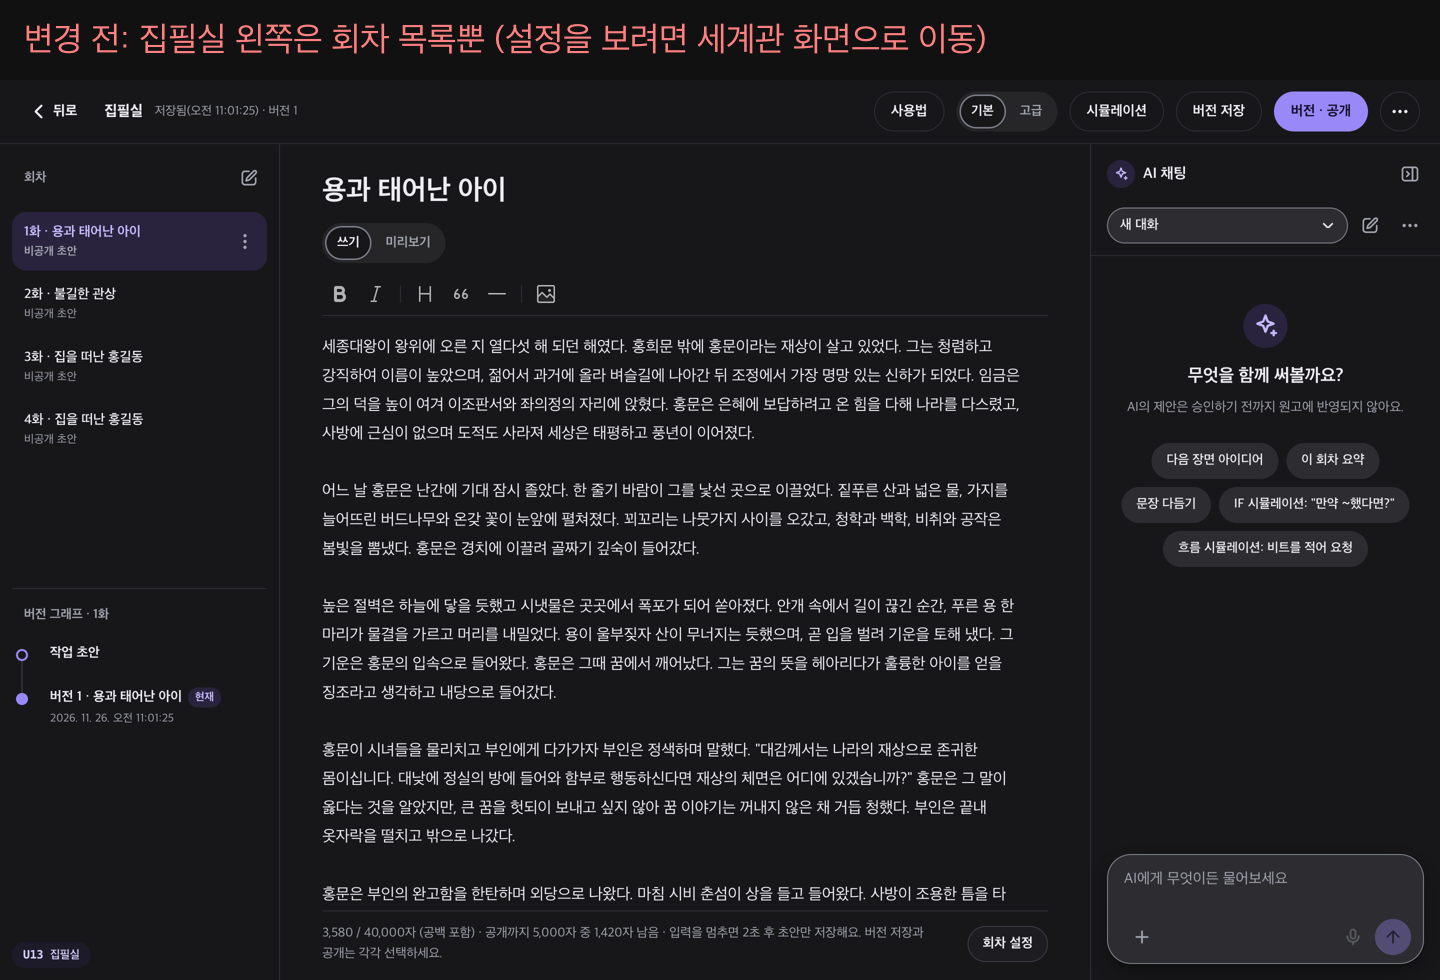 변경 전: 집필실 왼쪽은 회차 목록뿐 (설정을 보려면 세계관 화면으로 이동)
뒤로
집필실
저장됨(오전 11:01:25) · 버전 1
사용법
기본
고급
시뮬레이션
버전 저장
버전 · 공개
회차
1화 · 용과 태어난 아이
비공개 초안
2화 · 불길한 관상
비공개 초안
3화 · 집을 떠난 홍길동
비공개 초안
4화 · 집을 떠난 홍길동
비공개 초안
버전 그래프 · 1화
작업 초안
버전 1 · 용과 태어난 아이 현재
2026. 11. 26. 오전 11:01:25
U13 집필실
용과 태어난 아이
쓰기
미리보기
B I H 66
세종대왕이 왕위에 오른 지 열다섯 해 되던 해였다. 홍희문 밖에 홍문이라는 재상이 살고 있었다. 그는 청렴하고
강직하여 이름이 높았으며, 젊어서 과거에 올라 벼슬길에 나아간 뒤 조정에서 가장 명망 있는 신하가 되었다. 임금은
그의 덕을 높이 여겨 이조판서와 좌의정의 자리에 앉혔다. 홍문은 은혜에 보답하려고 온 힘을 다해 나라를 다스렸고,
사방에 근심이 없으며 도적도 사라져 세상은 태평하고 풍년이 이어졌다.
어느 날 홍문은 난간에 기대 잠시 졸았다. 한 줄기 바람이 그를 낯선 곳으로 이끌었다. 짙푸른 산과 넓은 물, 가지를
늘어뜨린 버드나무와 온갖 꽃이 눈앞에 펼쳐졌다. 꾀꼬리는 나뭇가지 사이를 오갔고, 청학과 백학, 비취와 공작은
봄빛을 뽐냈다. 홍문은 경치에 이끌려 골짜기 깊숙이 들어갔다.
높은 절벽은 하늘에 닿을 듯했고 시냇물은 곳곳에서 폭포가 되어 쏟아졌다. 안개 속에서 길이 끊긴 순간, 푸른 용 한
마리가 물결을 가르고 머리를 내밀었다. 용이 울부짖자 산이 무너지는 듯했으며, 곧 입을 벌려 기운을 토해 냈다. 그
기운은 홍문의 입속으로 들어왔다. 홍문은 그때 꿈에서 깨어났다. 그는 꿈의 뜻을 헤아리다가 훌륭한 아이를 얻을
징조라고 생각하고 내당으로 들어갔다.
홍문이 시녀들을 물리치고 부인에게 다가가자 부인은 정색하며 말했다. "대감께서는 나라의 재상으로 존귀한
몸이십니다. 대낮에 정실의 방에 들어와 함부로 행동하신다면 재상의 체면은 어디에 있겠습니까?" 홍문은 그 말이
옳다는 것을 알았지만, 큰 꿈을 헛되이 보내고 싶지 않아 꿈 이야기는 꺼내지 않은 채 거듭 청했다. 부인은 끝내
옷자락을 떨치고 밖으로 나갔다.
홍문은 부인의 완고함을 한탄하며 외당으로 나왔다. 마침 시비 춘섬이 상을 들고 들어왔다. 사방이 조용한 틈을 타
3,580 / 40,000자 (공백 포함) · 공개까지 5,000자 중 1,420자 남음 · 입력을 멈추면 2초 후 초안만 저장해요. 버전 저장과
공개는 각각 선택하세요.
회차 설정
AI 채팅
새 대화
무엇을 함께 써볼까요?
AI의 제안은 승인하기 전까지 원고에 반영되지 않아요.
다음 장면 아이디어
이 회차 요약
문장 다듬기
IF 시뮬레이션: "만약 ~했다면?"
흐름 시뮬레이션: 비트를 적어 요청
AI에게 무엇이든 물어보세요